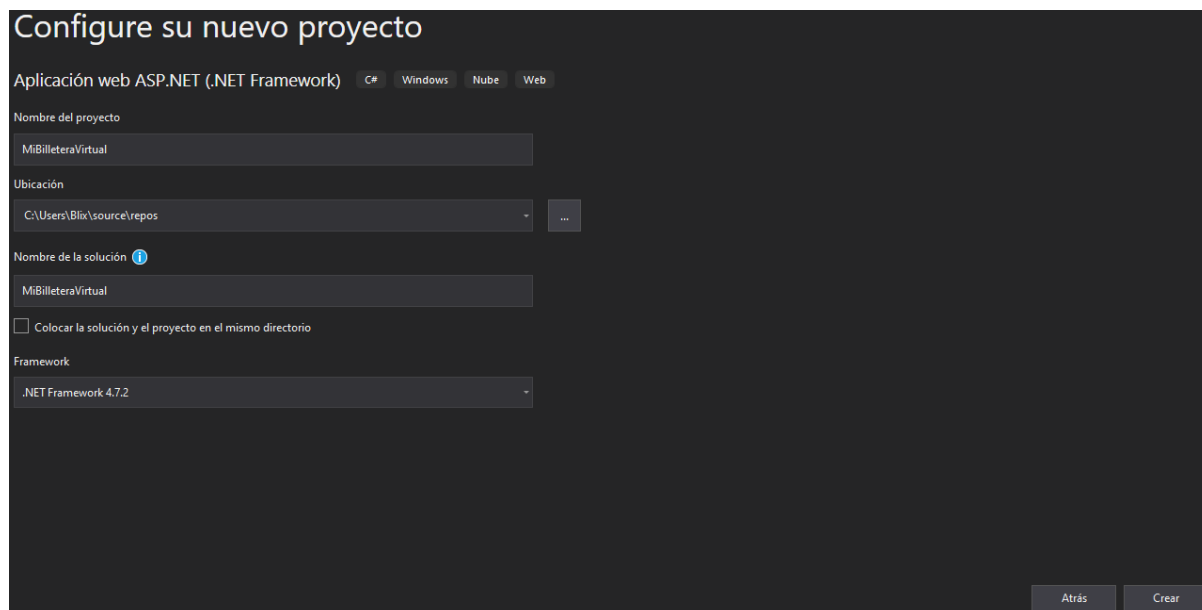 Configure su nuevo proyecto
Aplicación web ASP.NET (.NET Framework) C# Windows Nube Web
Nombre del proyecto
MiBilleteraVirtual
Ubicación
C:\Users\Blix\source\repos
...
Nombre de la solución
MiBilleteraVirtual
Colocar la solución y el proyecto en el mismo directorio
Framework
.NET Framework 4.7.2
Atrás Crear